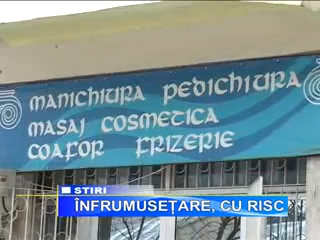 MANICHIURA PEDICHIURA
MASAJ COSMETICA
COAFOR FRIZERIE
STIRI
ÎNFRUMUSEȚARE, CU RISC